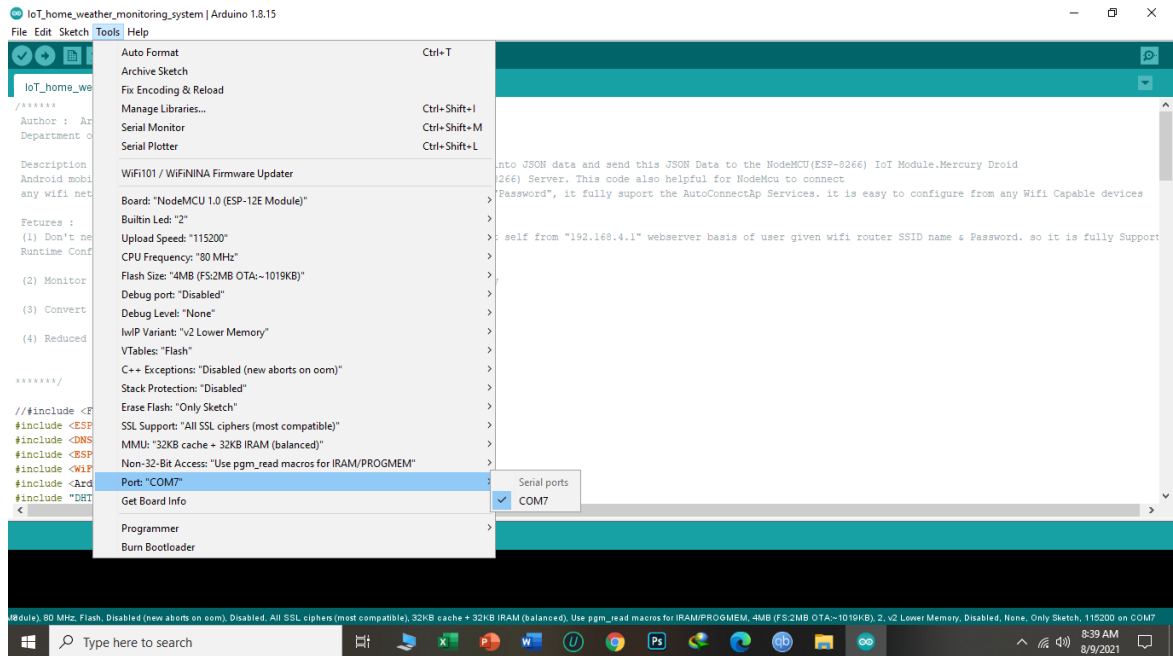 IoT_home_weather_monitoring_system | Arduino 1.8.15
File Edit Sketch Tools Help
IoT_home_we
Auto Format Ctrl+T
Archive Sketch
Fix Encoding & Reload
Manage Libraries... Ctrl+Shift+I
Serial Monitor Ctrl+Shift+M
Serial Plotter Ctrl+Shift+L
WiFi101 / WiFiNINA Firmware Updater
Board: "NodeMCU 1.0 (ESP-12E Module)"
Builtin Led: "2"
Upload Speed: "115200"
CPU Frequency: "80 MHz"
Flash Size: "4MB (FS:2MB OTA:~1019KB)"
Debug port: "Disabled"
Debug Level: "None"
lwIP Variant: "v2 Lower Memory"
VTables: "Flash"
C++ Exceptions: "Disabled (new aborts on oom)"
Stack Protection: "Disabled"
Erase Flash: "Only Sketch"
SSL Support: "All SSL ciphers (most compatible)"
MMU: "32KB cache + 32KB IRAM (balanced)"
Non-32-Bit Access: "Use pgm_read macros for IRAM/PROGMEM"
Port: "COM7"
Get Board Info
Programmer
Burn Bootloader
Serial ports
COM7
/******
Author : Ar
Department o
Description into JSON data and send this JSON Data to the NodeMCU(ESP-8266) IoT Module.Mercury Droid
Android mobi 266) Server. This code also helpful for NodeMcu to connect
any wifi net "Password", it fully suport the AutoConnectAp Services. it is easy to configure from any Wifi Capable devices
Fetures :
(1) Don't ne self from "192.168.4.1" webserver basis of user given wifi router SSID name & Password. so it is fully Support
Runtime Conf
(2) Monitor
(3) Convert
(4) Reduced
*******/
//#include <F
#include <ESP
#include <DNS
#include <ESP
#include <WiF
#include <Ard
#include "DHT
80 MHz, Flash, Disabled (new aborts on oom), Disabled, All SSL ciphers (most compatible), 32KB cache + 32KB IRAM (balanced), Use pgm_read macros for IRAM/PROGMEM, 4MB (FS:2MB OTA:~1019KB), 2, v2 Lower Memory, Disabled, None, Only Sketch, 115200 on COM7
Type here to search
8:39 AM
8/9/2021